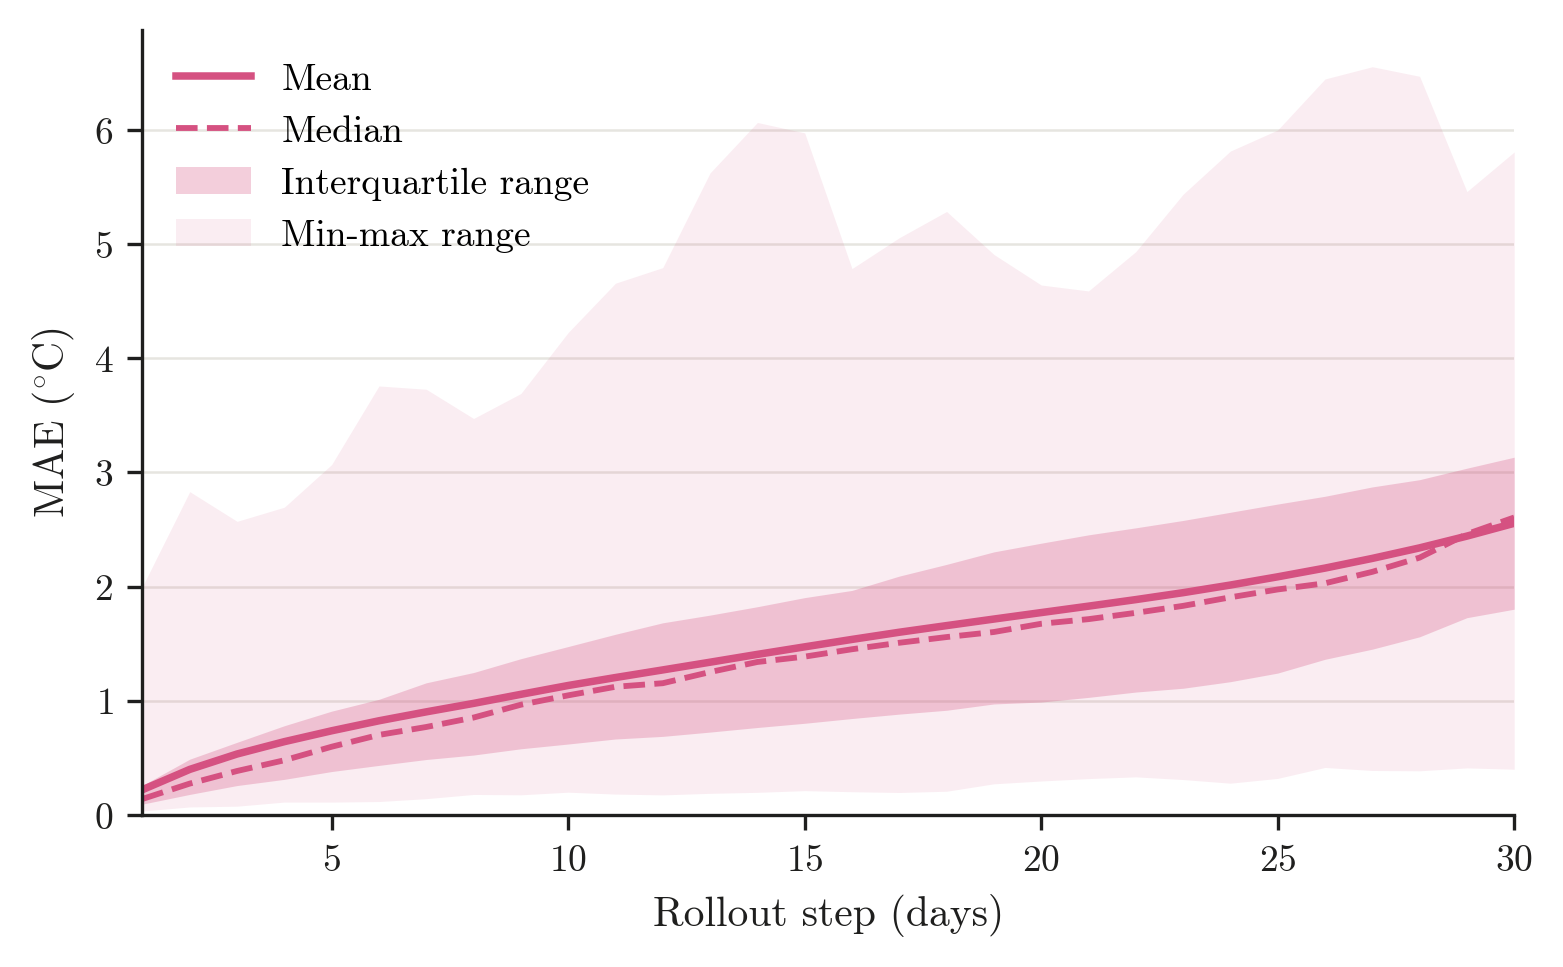 Mean
Median
Interquartile range
Min-max range
MAE (°C)
6
5
4
3
2
1
0
5 10 15 20 25 30
Rollout step (days)